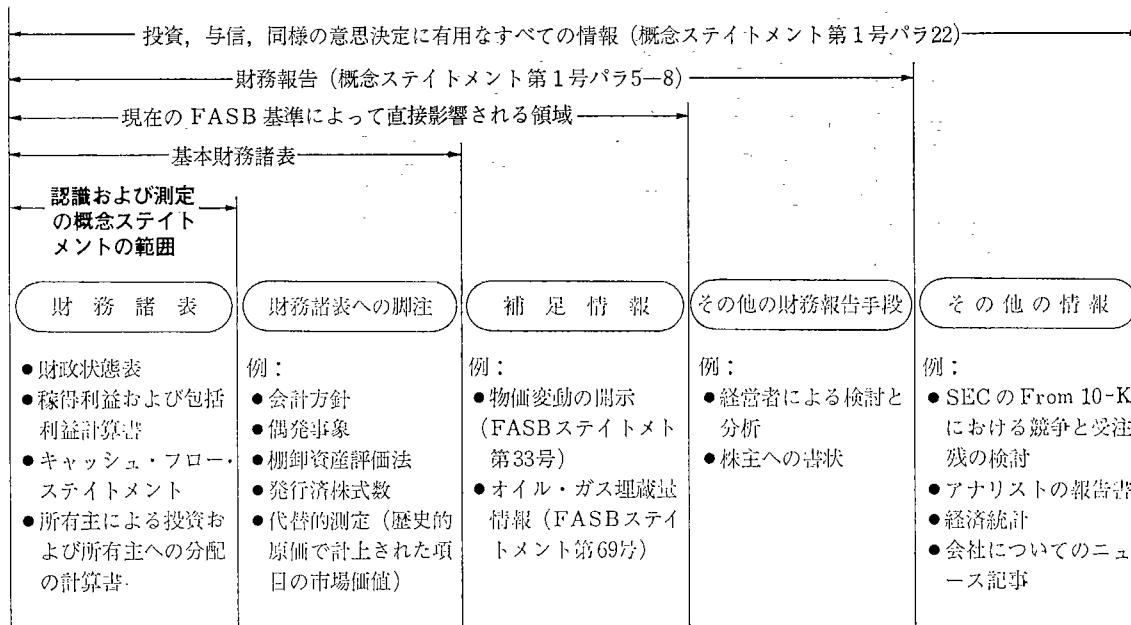 投資,与信,同様の意思決定に有用なすべての情報(概念ステイトメント第1号パラ22)
財務報告(概念ステイトメント第1号パラ5−8)
現在のFASB基準によって直接影響される領域
基本財務諸表
認識および測定
の概念ステイト
メントの範囲
財務諸表
●財政状態表
●稼得利益および包括
利益計算書
●キャッシュ・フロー・
ステイトメント
●所有主による投資お
よび所有主への分配
の計算書
財務諸表への脚注
例:
●会計方針
●偶発事象
●棚卸資産評価法
●発行済株式数
●代替的測定(歴史的
原価で計上された項
目の市場価値)
補足情報
例:
●物価変動の開示
(FASBステイトメト
第33号)
●オイル・ガス埋蔵量
情報(FASBステイ
トメント第69号)
その他の財務報告手段
例:
●経営者による検討と
分析
●株主への書状
その他の情報
例:
●SECのFrom 10-K
における競争と受注
残の検討
●アナリストの報告書
●経済統計
●会社についてのニュ
ース記事